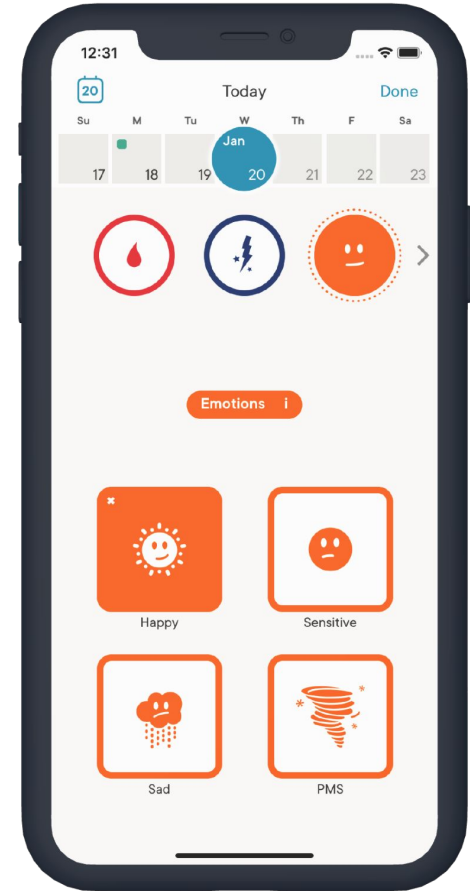 12:31
20 Today Done
Su M Tu W Th F Sa
Jan
17 18 19 20 21 22 23
Emotions i
Happy Sensitive
Sad PMS